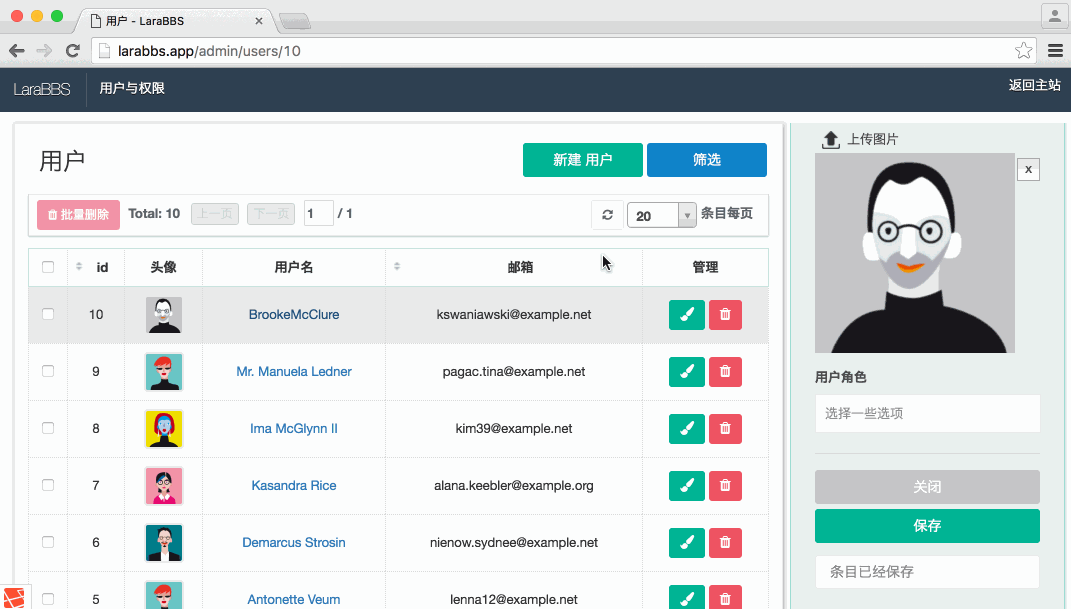 用户 - LaraBBS
larabbs.app/admin/users/10
LaraBBS 用户与权限 返回主站
用户 新建 用户 筛选
批量删除 Total: 10 上一页 下一页 1 / 1 20 条目每页
id 头像 用户名 邮箱 管理
10 BrookeMcClure kswaniawski@example.net
9 Mr. Manuela Ledner pagac.tina@example.net
8 Ima McGlynn II kim39@example.net
7 Kasandra Rice alana.keebler@example.org
6 Demarcus Strosin nienow.sydnee@example.net
5 Antonette Veum lenna12@example.net
上传图片
x
用户角色
选择一些选项
关闭
保存
条目已经保存